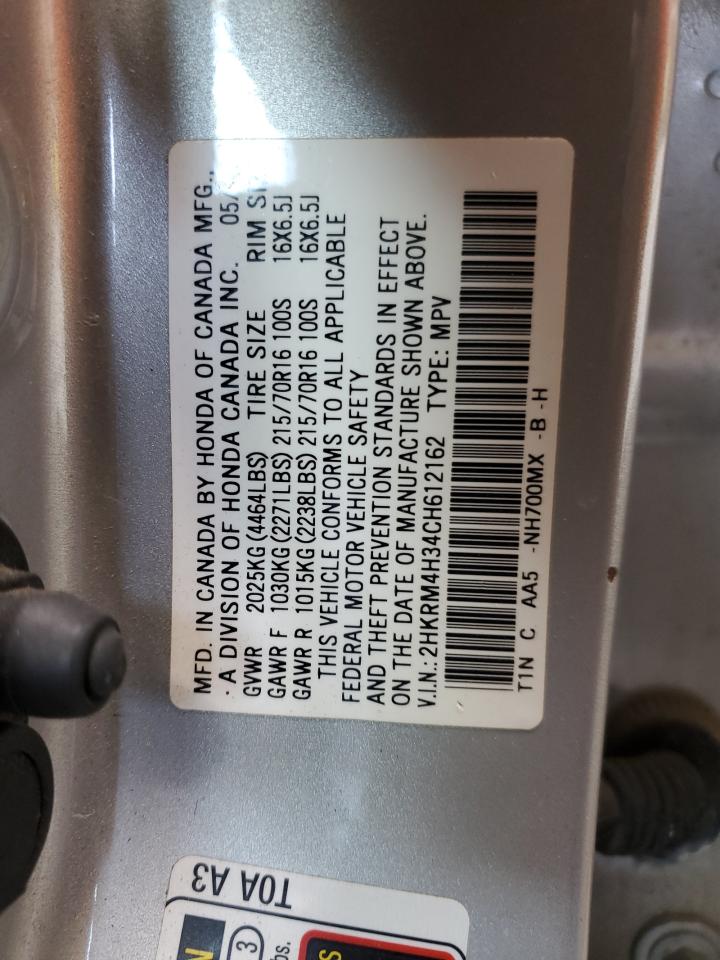 MFD. IN CANADA BY HONDA OF CANADA MFG.,
A DIVISION OF HONDA CANADA INC. 05/
GVWR 2025KG (4464LBS) TIRE SIZE RIM
GAWR F 1030KG (2271LBS) 215/70R16 100S 16X6.5J
GAWR R 1015KG (2238LBS) 215/70R16 100S 16X6.5J
THIS VEHICLE CONFORMS TO ALL APPLICABLE
FEDERAL MOTOR VEHICLE SAFETY
AND THEFT PREVENTION STANDARDS IN EFFECT
ON THE DATE OF MANUFACTURE SHOWN ABOVE.
V.I.N.: 2HKRM4H34CH612162 TYPE: MPV
T1N C AA5 -NH700MX -B -H
T0A A3
3